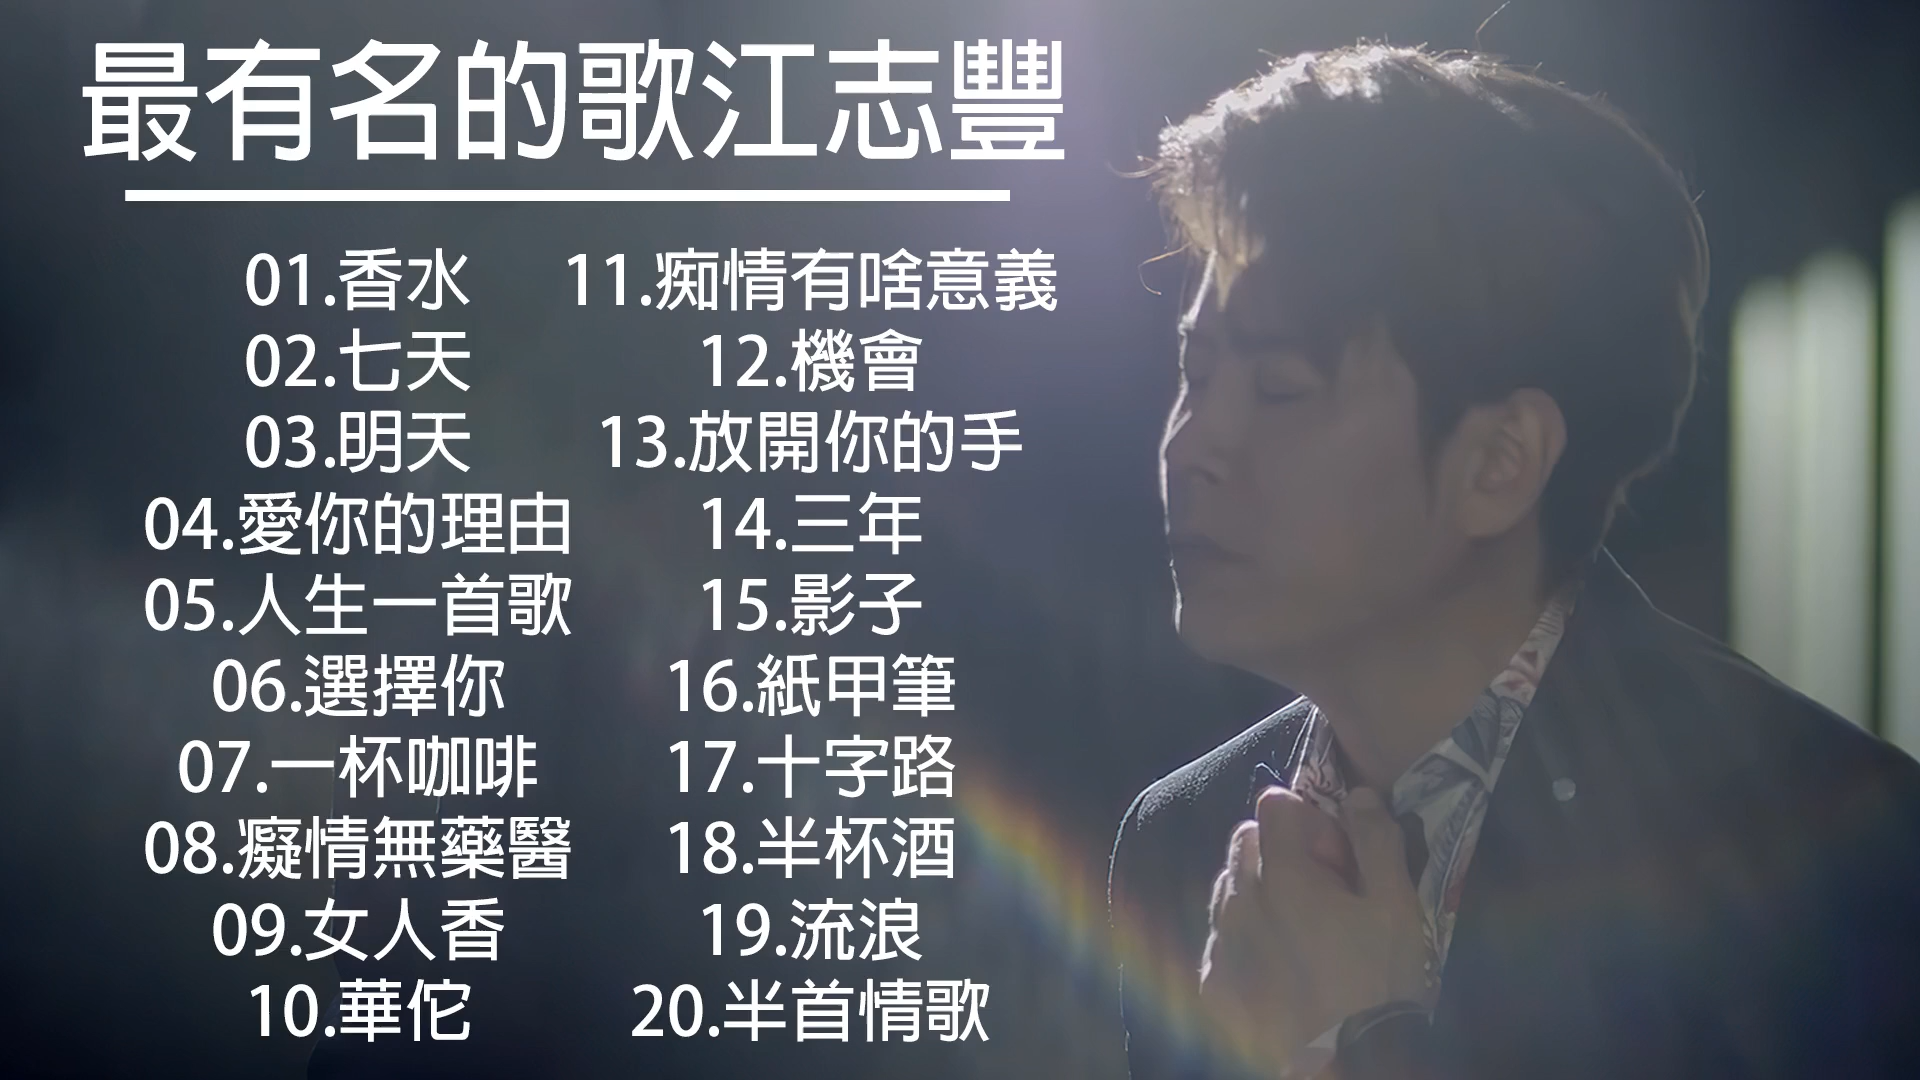 最有名的歌江志豐
01.香水
02.七天
03.明天
04.愛你的理由
05.人生一首歌
06.選擇你
07.一杯咖啡
08.癡情無藥醫
09.女人香
10.華佗
11.痴情有啥意義
12.機會
13.放開你的手
14.三年
15.影子
16.紙甲筆
17.十字路
18.半杯酒
19.流浪
20.半首情歌